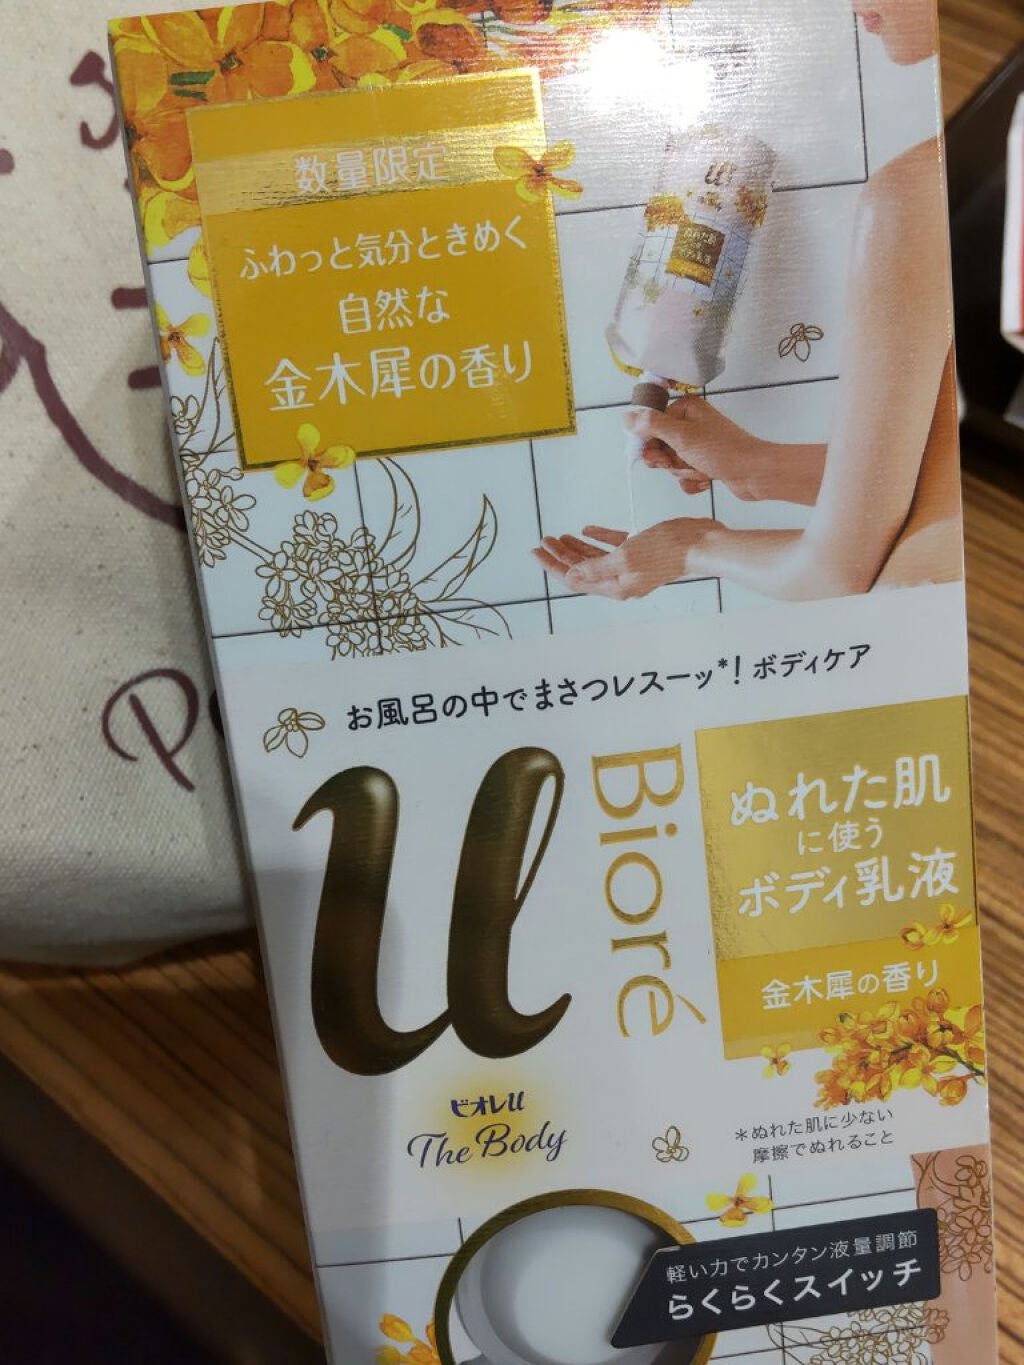 数量限定
ふわっと気分ときめく
自然な
金木犀の香り
u
ぬれた肌
お風呂の中でまさつレスーッ*!ボディケア
u
Bioré
ぬれた肌
に使う
ボディ乳液
金木犀の香り
ビオレu
The Body
*ぬれた肌に少ない
摩擦でぬれること
軽い力でカンタン液量調節
らくらくスイッチ